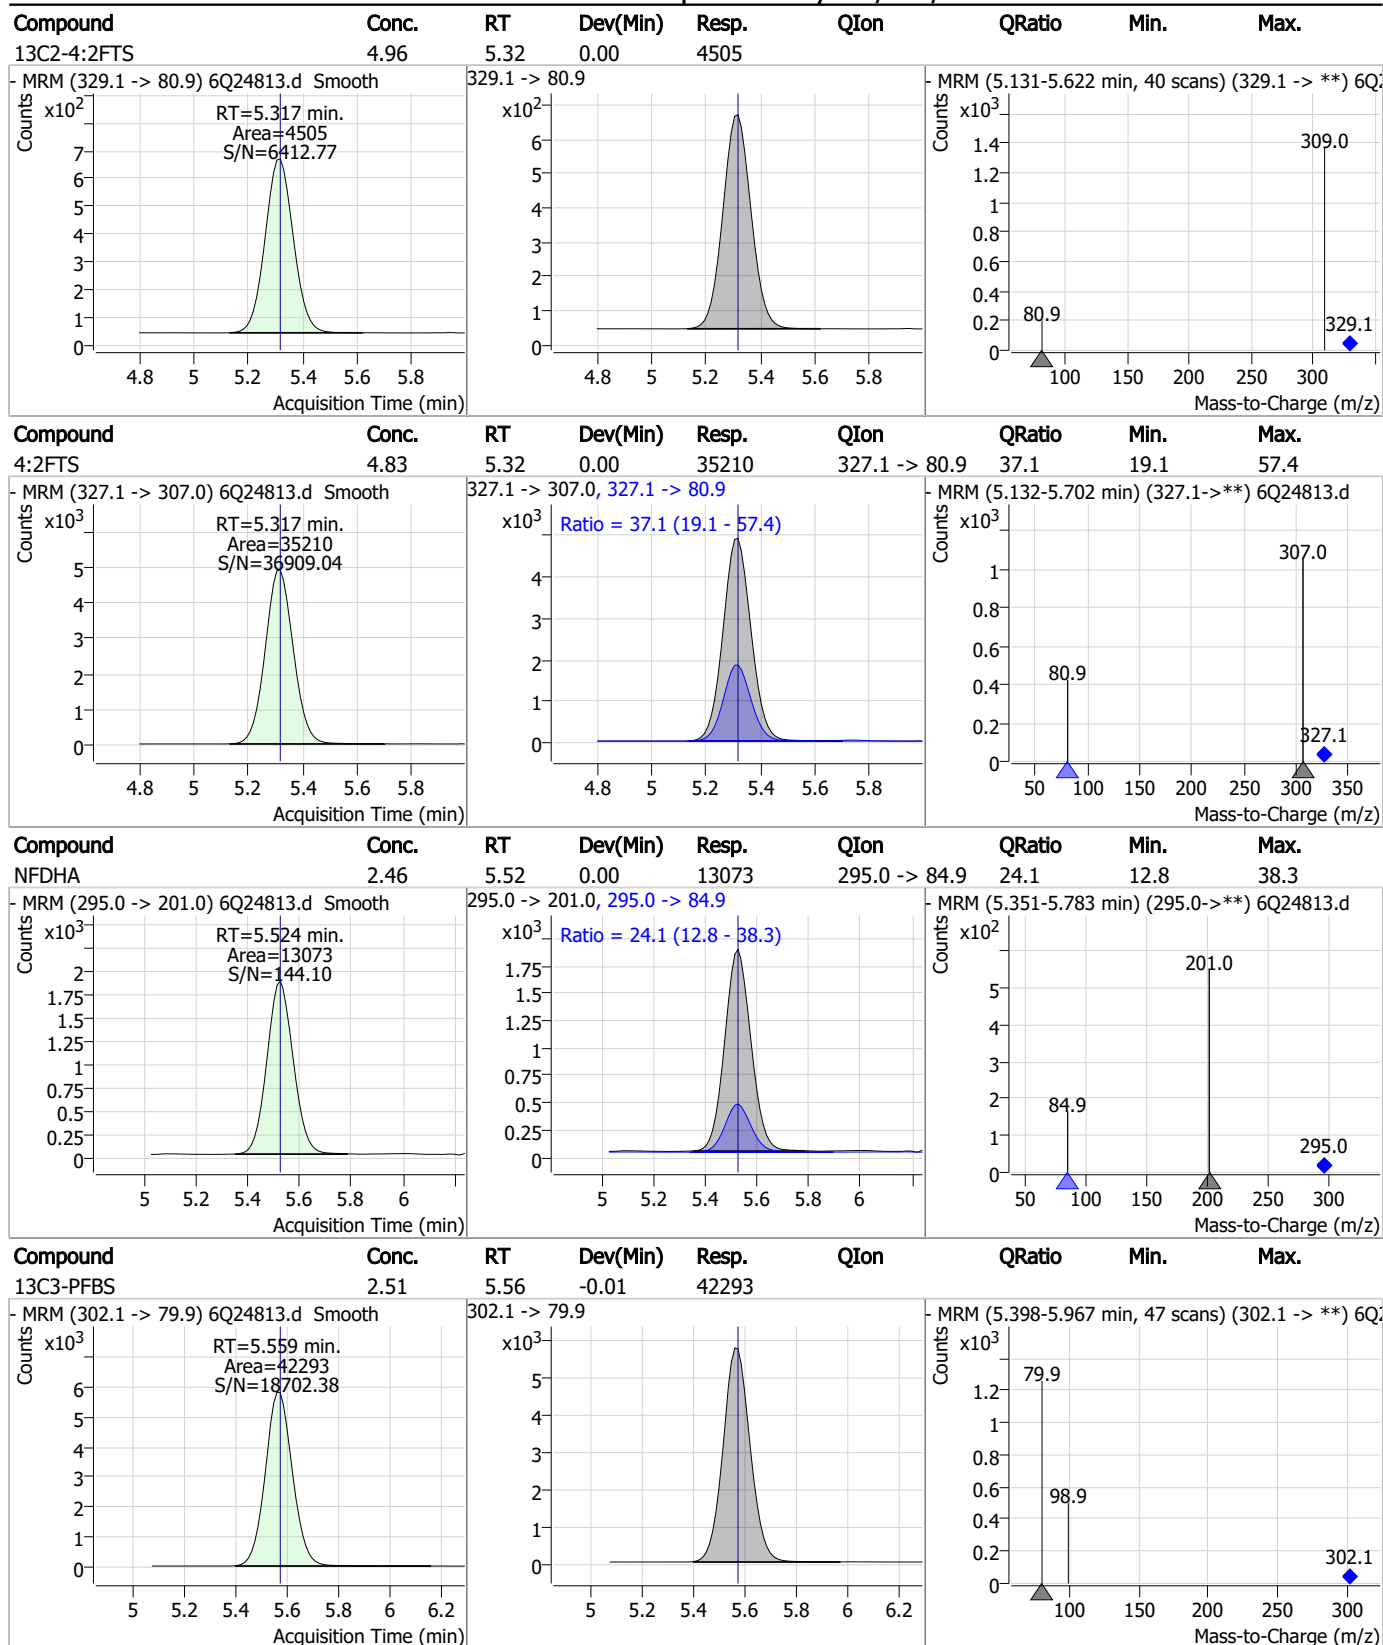 Compound Conc. RT Dev(Min) Resp. QIon QRatio Min. Max.
13C2-4:2FTS 4.96 5.32 0.00 4505
- MRM (329.1 -> 80.9) 6Q24813.d Smooth
329.1 -> 80.9
- MRM (5.131-5.622 min, 40 scans) (329.1 -> **) 6Q2
Counts
x10²
RT=5.317 min.
Area=4505
S/N=6412.77
7
6
5
4
3
2
1
0
4.8 5 5.2 5.4 5.6 5.8
Acquisition Time (min)
x10²
6
5
4
3
2
1
0
4.8 5 5.2 5.4 5.6 5.8
Counts
x10³
1.4
1.2
1
0.8
0.6
0.4
0.2
0
309.0
80.9
329.1
100 150 200 250 300
Mass-to-Charge (m/z)
Compound Conc. RT Dev(Min) Resp. QIon QRatio Min. Max.
4:2FTS 4.83 5.32 0.00 35210 327.1 -> 80.9 37.1 19.1 57.4
- MRM (327.1 -> 307.0) 6Q24813.d Smooth
327.1 -> 307.0, 327.1 -> 80.9
- MRM (5.132-5.702 min) (327.1->**) 6Q24813.d
Counts
x10³
RT=5.317 min.
Area=35210
S/N=36909.04
5
4
3
2
1
0
4.8 5 5.2 5.4 5.6 5.8
Acquisition Time (min)
x10³
Ratio = 37.1 (19.1 - 57.4)
4
3
2
1
0
4.8 5 5.2 5.4 5.6 5.8
Counts
x10³
1
0.8
0.6
0.4
0.2
0
307.0
80.9
327.1
50 100 150 200 250 300 350
Mass-to-Charge (m/z)
Compound Conc. RT Dev(Min) Resp. QIon QRatio Min. Max.
NFDHA 2.46 5.52 0.00 13073 295.0 -> 84.9 24.1 12.8 38.3
- MRM (295.0 -> 201.0) 6Q24813.d Smooth
295.0 -> 201.0, 295.0 -> 84.9
- MRM (5.351-5.783 min) (295.0->**) 6Q24813.d
Counts
x10³
RT=5.524 min.
Area=13073
S/N=144.10
2
1.75
1.5
1.25
1
0.75
0.5
0.25
0
5 5.2 5.4 5.6 5.8 6
Acquisition Time (min)
x10³
Ratio = 24.1 (12.8 - 38.3)
1.75
1.5
1.25
1
0.75
0.5
0.25
0
5 5.2 5.4 5.6 5.8 6
Counts
x10²
5
4
3
2
1
0
201.0
84.9
295.0
50 100 150 200 250 300
Mass-to-Charge (m/z)
Compound Conc. RT Dev(Min) Resp. QIon QRatio Min. Max.
13C3-PFBS 2.51 5.56 -0.01 42293
- MRM (302.1 -> 79.9) 6Q24813.d Smooth
302.1 -> 79.9
- MRM (5.398-5.967 min, 47 scans) (302.1 -> **) 6Q2
Counts
x10³
RT=5.559 min.
Area=42293
S/N=18702.38
6
5
4
3
2
1
0
5 5.2 5.4 5.6 5.8 6 6.2
Acquisition Time (min)
x10³
5
4
3
2
1
0
5 5.2 5.4 5.6 5.8 6 6.2
Counts
x10³
1.2
1
0.8
0.6
0.4
0.2
0
79.9
98.9
302.1
100 150 200 250 300
Mass-to-Charge (m/z)